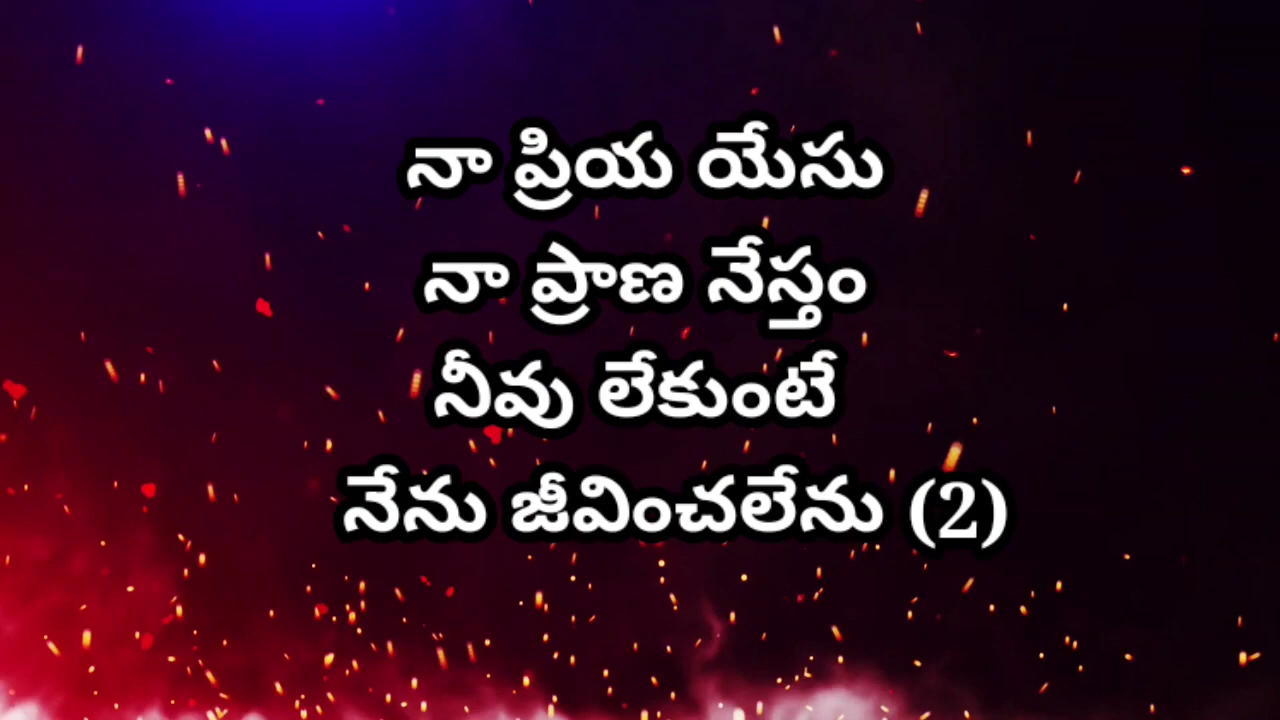 నా ప్రియ యేసు
నా ప్రాణ నేస్తం
నీవు లేకుంటే
నేను జీవించలేను (2)